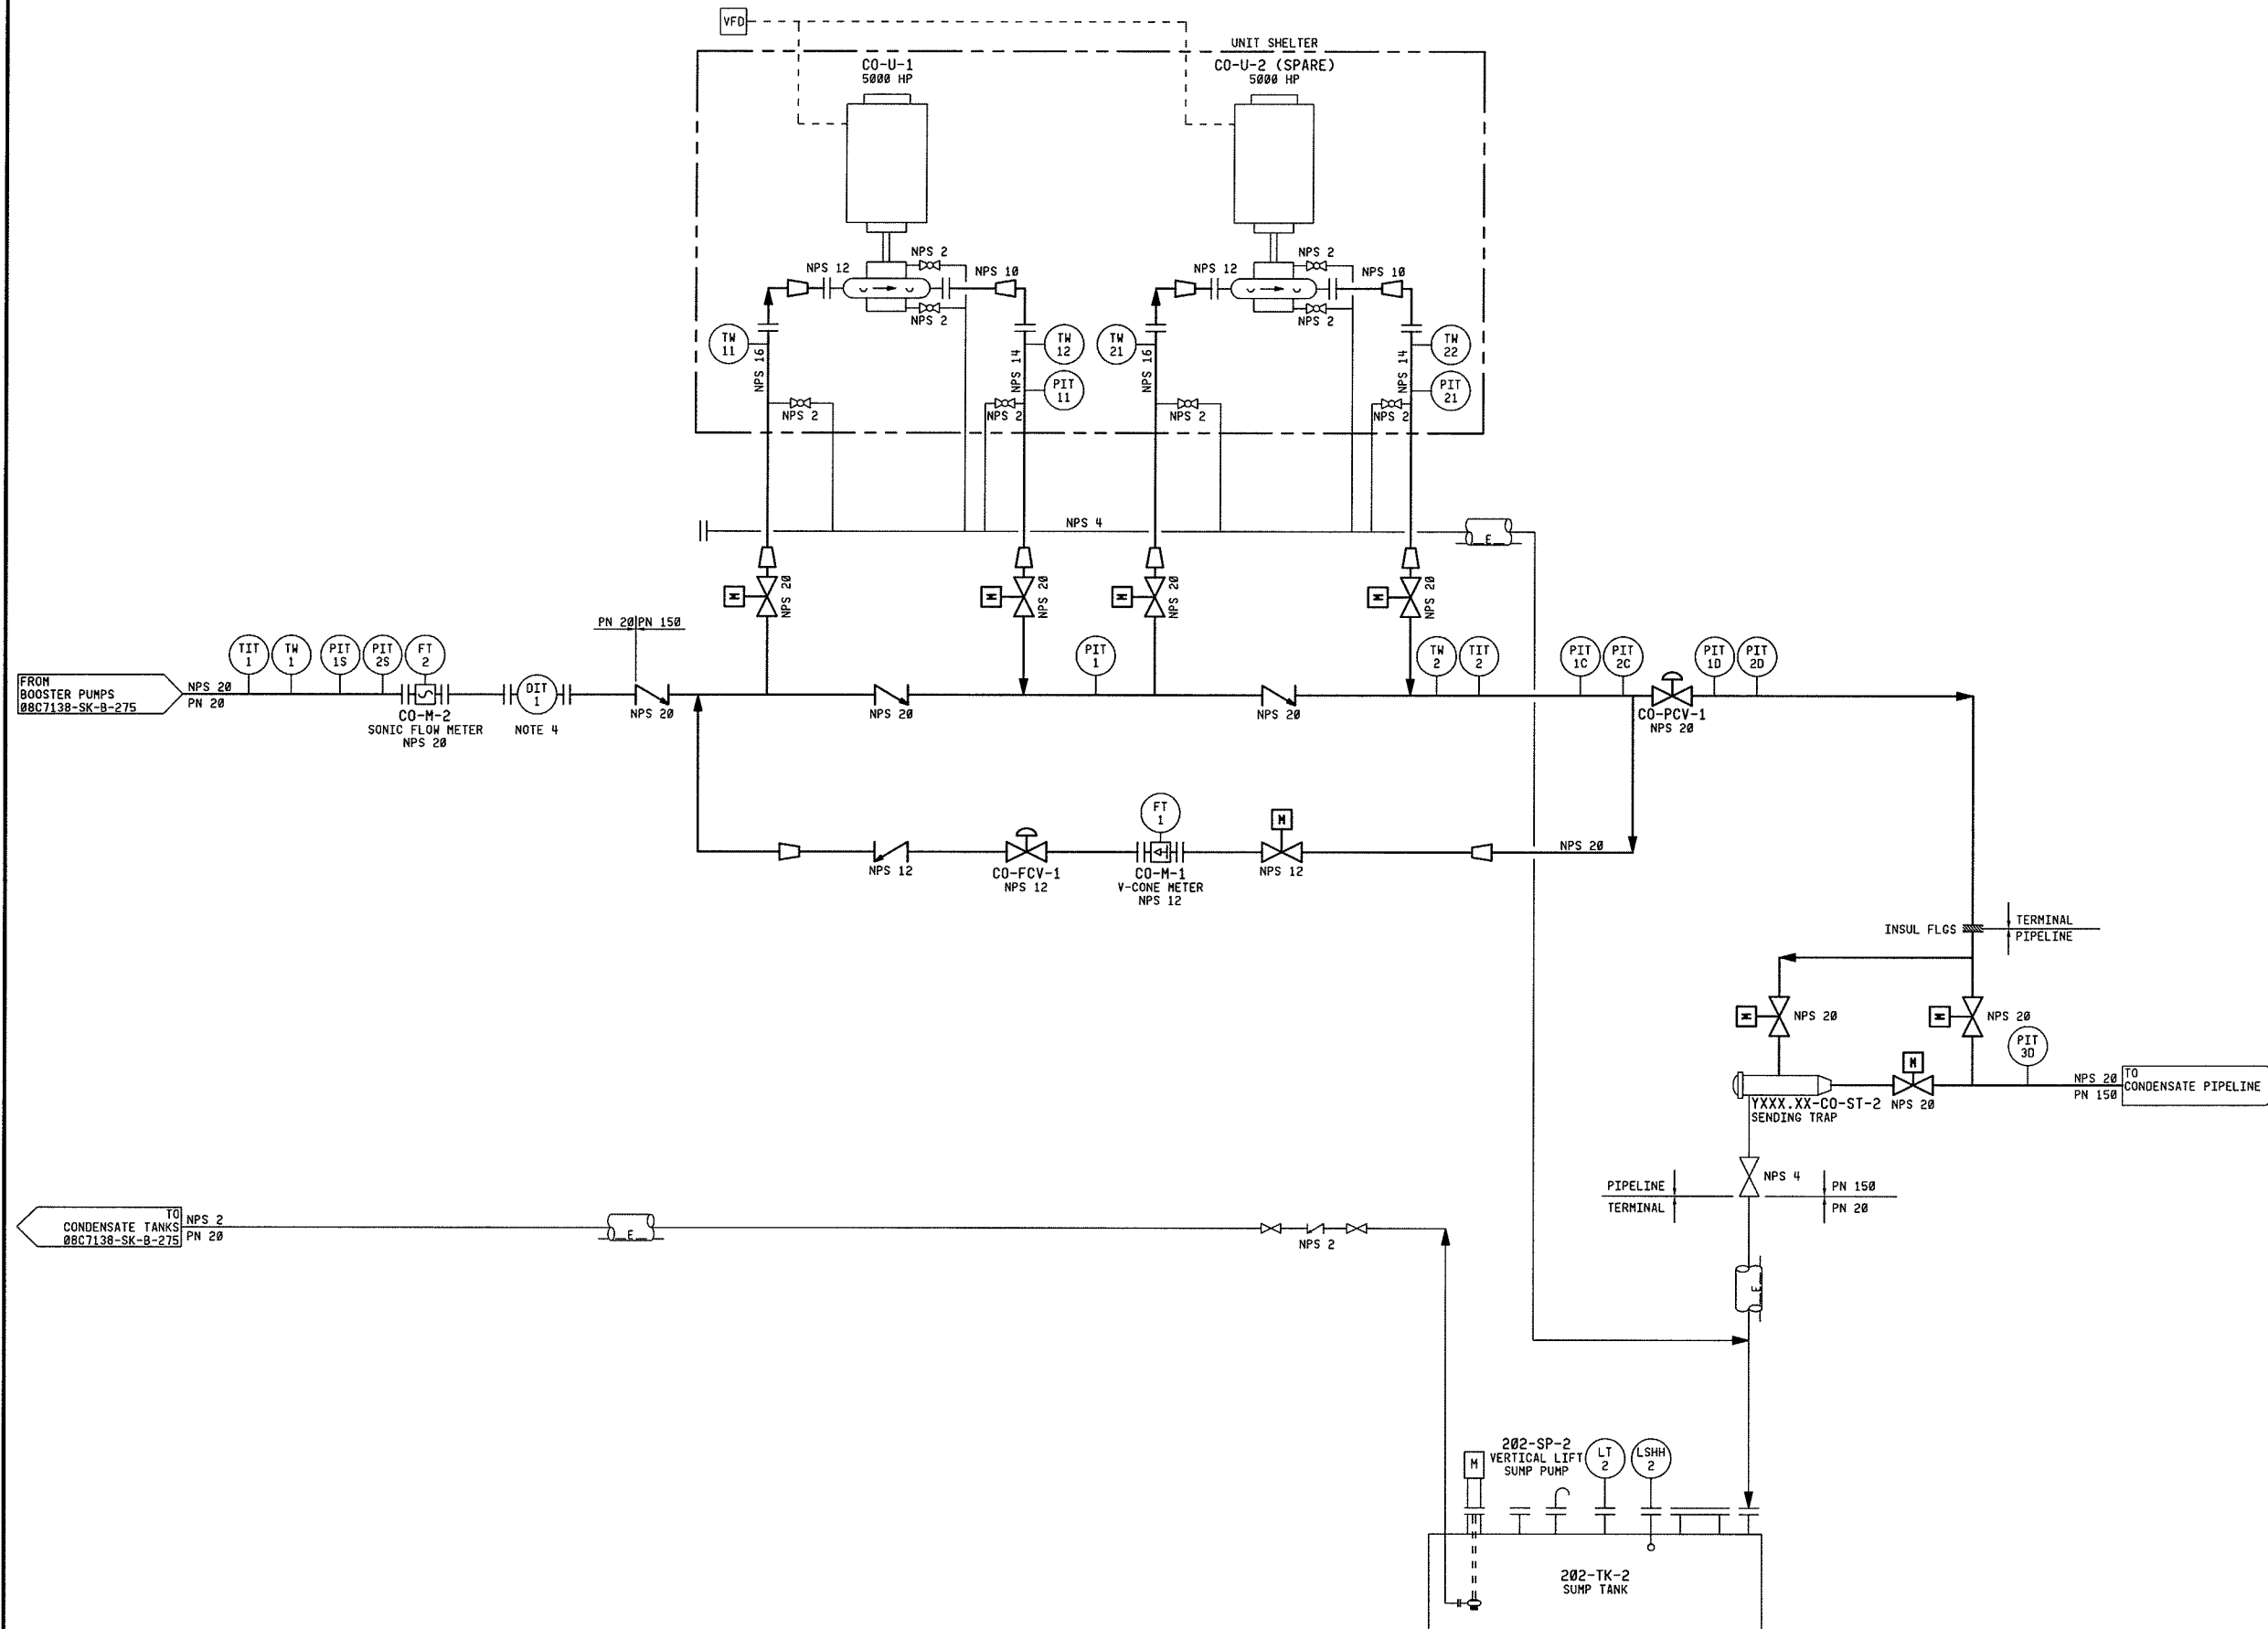 VFD
UNIT SHELTER
CO-U-1
5000 HP
CO-U-2 (SPARE)
5000 HP
NPS 2
NPS 2
NPS 12
NPS 10
NPS 12
NPS 10
NPS 2
NPS 2
TW
11
TW
12
TW
21
TW
22
NPS 16
NPS 14
NPS 16
NPS 14
PIT
11
PIT
21
NPS 2
NPS 2
NPS 2
NPS 2
NPS 4
E
M
NPS 20
M
NPS 20
M
NPS 20
M
NPS 20
PN 20
PN 150
TIT
1
TW
1
PIT
1S
PIT
2S
FT
2
PIT
1
TW
2
TIT
2
PIT
1C
PIT
2C
PIT
1D
PIT
2D
FROM
BOOSTER PUMPS
08C7138-SK-B-275
NPS 20
PN 20
DIT
1
CO-M-2
SONIC FLOW METER
NPS 20
NOTE 4
NPS 20
NPS 20
NPS 20
CO-PCV-1
NPS 20
FT
1
M
NPS 20
NPS 12
CO-FCV-1
NPS 12
CO-M-1
V-CONE METER
NPS 12
NPS 12
INSUL FLGS
TERMINAL
PIPELINE
M
NPS 20
M
NPS 20
PIT
3D
M
NPS 20
PN 150
TO
CONDENSATE PIPELINE
YXXX.XX-CO-ST-2
SENDING TRAP
NPS 20
NPS 4
PIPELINE
TERMINAL
PN 150
PN 20
TO
CONDENSATE TANKS
08C7138-SK-B-275
NPS 2
PN 20
E
NPS 2
E
202-SP-2
VERTICAL LIFT
SUMP PUMP
M
LT
2
LSHH
2
202-TK-2
SUMP TANK